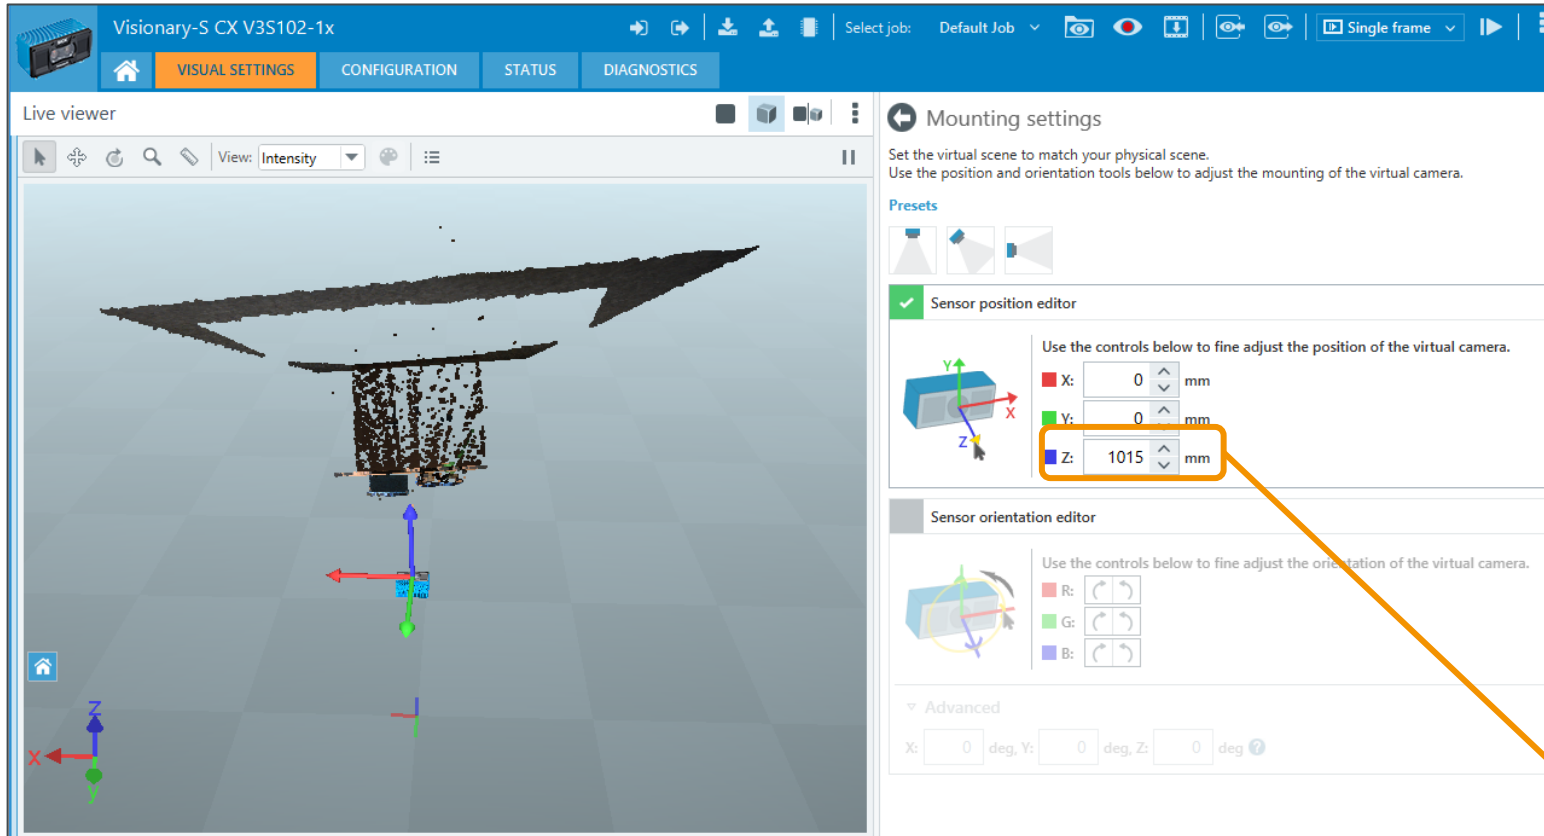 Visionary-S CX V3S102-1x
Select job: Default Job
Single frame
VISUAL SETTINGS CONFIGURATION STATUS DIAGNOSTICS
Live viewer
View: Intensity
Z
X
y
Mounting settings
Set the virtual scene to match your physical scene.
Use the position and orientation tools below to adjust the mounting of the virtual camera.
Presets
Sensor position editor
Use the controls below to fine adjust the position of the virtual camera.
Y
X
Z
X: 0 mm
Y: 0 mm
Z: 1015 mm
Sensor orientation editor
Use the controls below to fine adjust the orientation of the virtual camera.
R:
G:
B:
Advanced
X: 0 deg, Y: 0 deg, Z: 0 deg ?